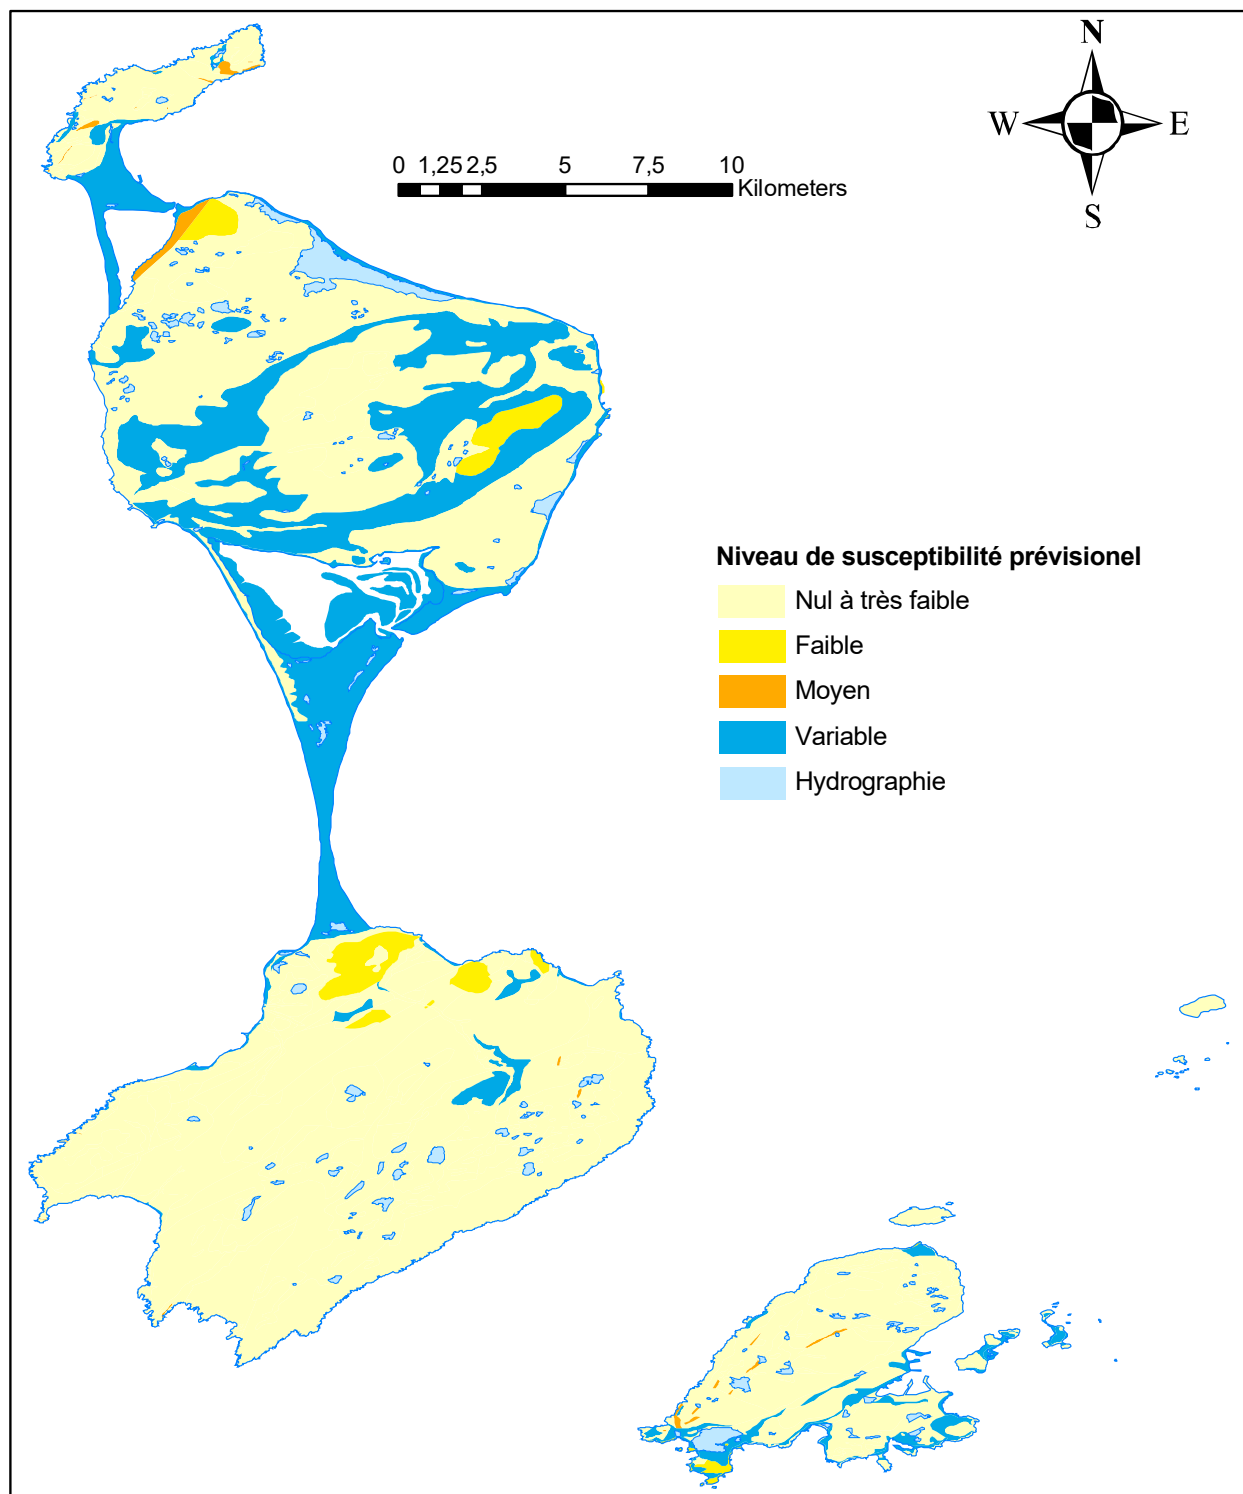 N
W E
S
0 1,25 2,5 5 7,5 10
Kilometers
Niveau de susceptibilité prévisionel
Nul à très faible
Faible
Moyen
Variable
Hydrographie